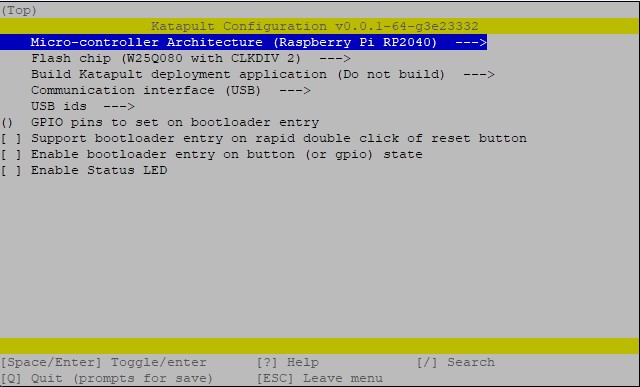 (Top)
Katapult Configuration v0.0.1-64-g3e23332
Micro-controller Architecture (Raspberry Pi RP2040) --->
Flash chip (W25Q080 with CLKDIV 2) --->
Build Katapult deployment application (Do not build) --->
Communication interface (USB) --->
USB ids --->
() GPIO pins to set on bootloader entry
[ ] Support bootloader entry on rapid double click of reset button
[ ] Enable bootloader entry on button (or gpio) state
[ ] Enable Status LED
[Space/Enter] Toggle/enter [?] Help [/] Search
[Q] Quit (prompts for save) [ESC] Leave menu